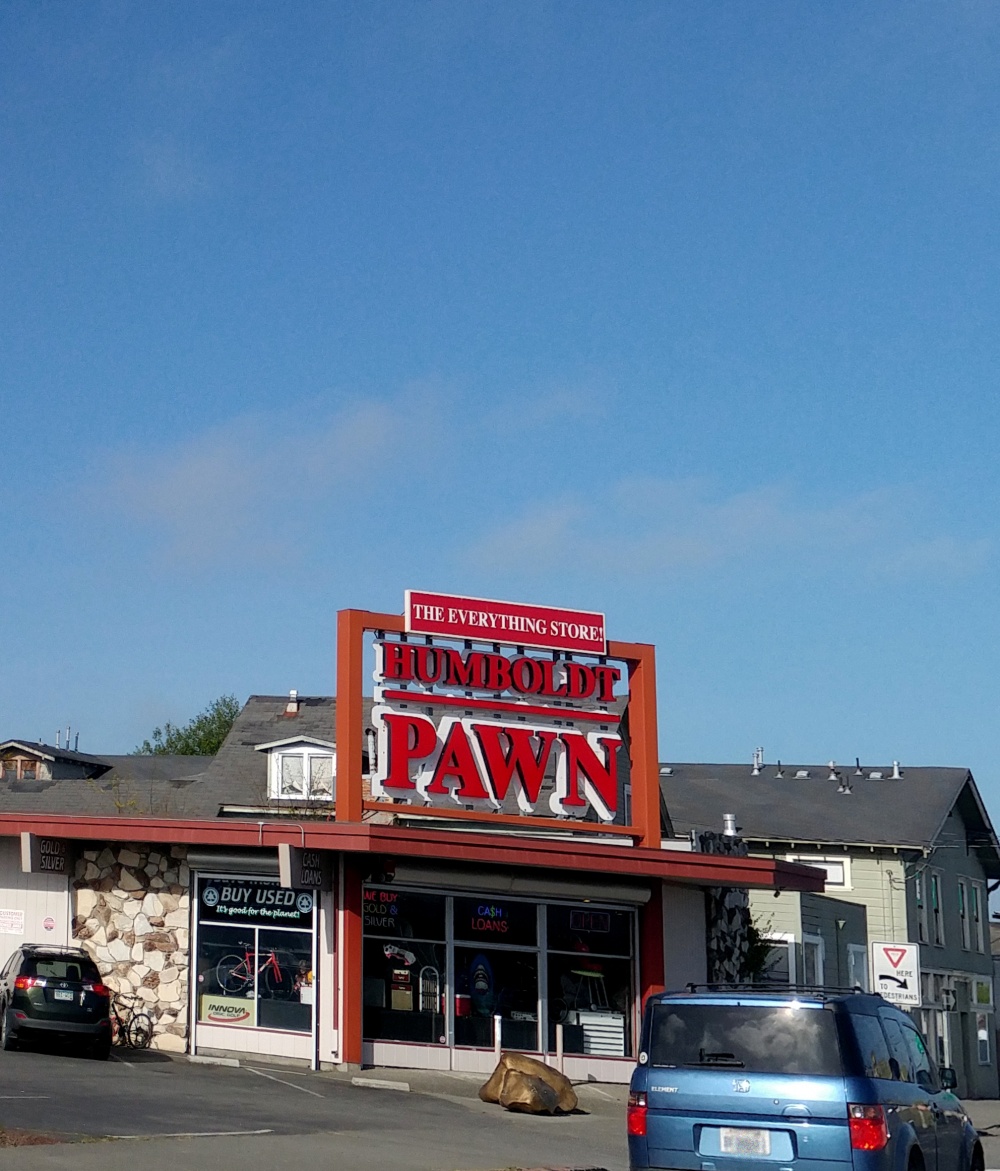 THE EVERYTHING STORE!
HUMBOLDT
PAWN
GOLD &
SILVER
CASH
LOANS
BUY USED
It's good for the planet!
WE BUY
GOLD &
SILVER
CA$H
LOANS
INNOVA
HERE
TO
PEDESTRIANS
ELEMENT